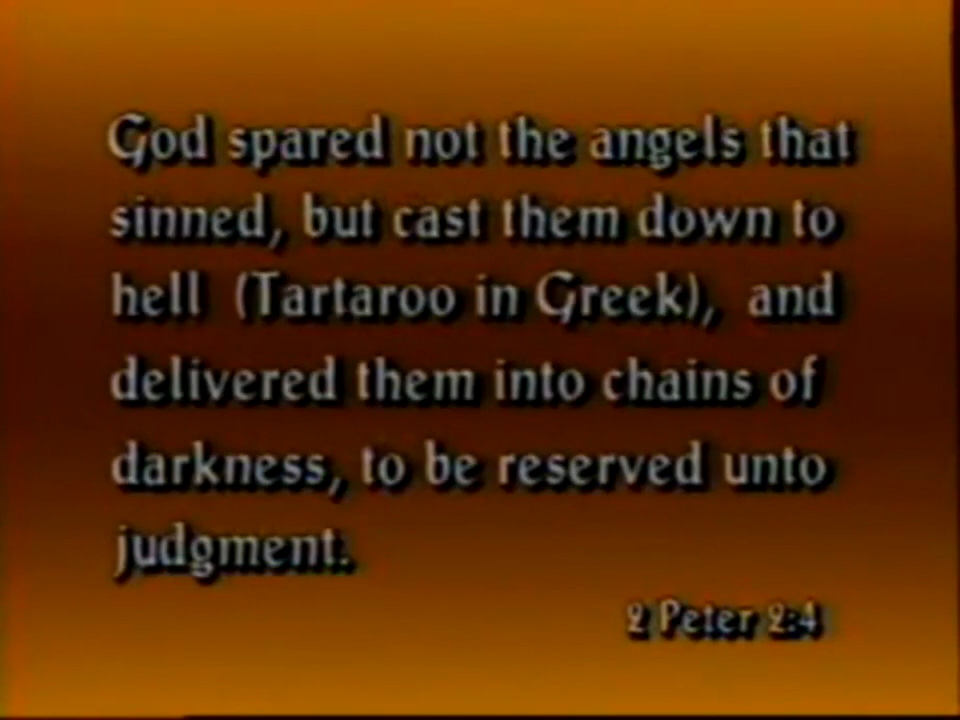 God spared not the angels that
sinned, but cast them down to
hell (Tartaroo in Greek), and
delivered them into chains of
darkness, to be reserved unto
judgment.
2 Peter 2:4